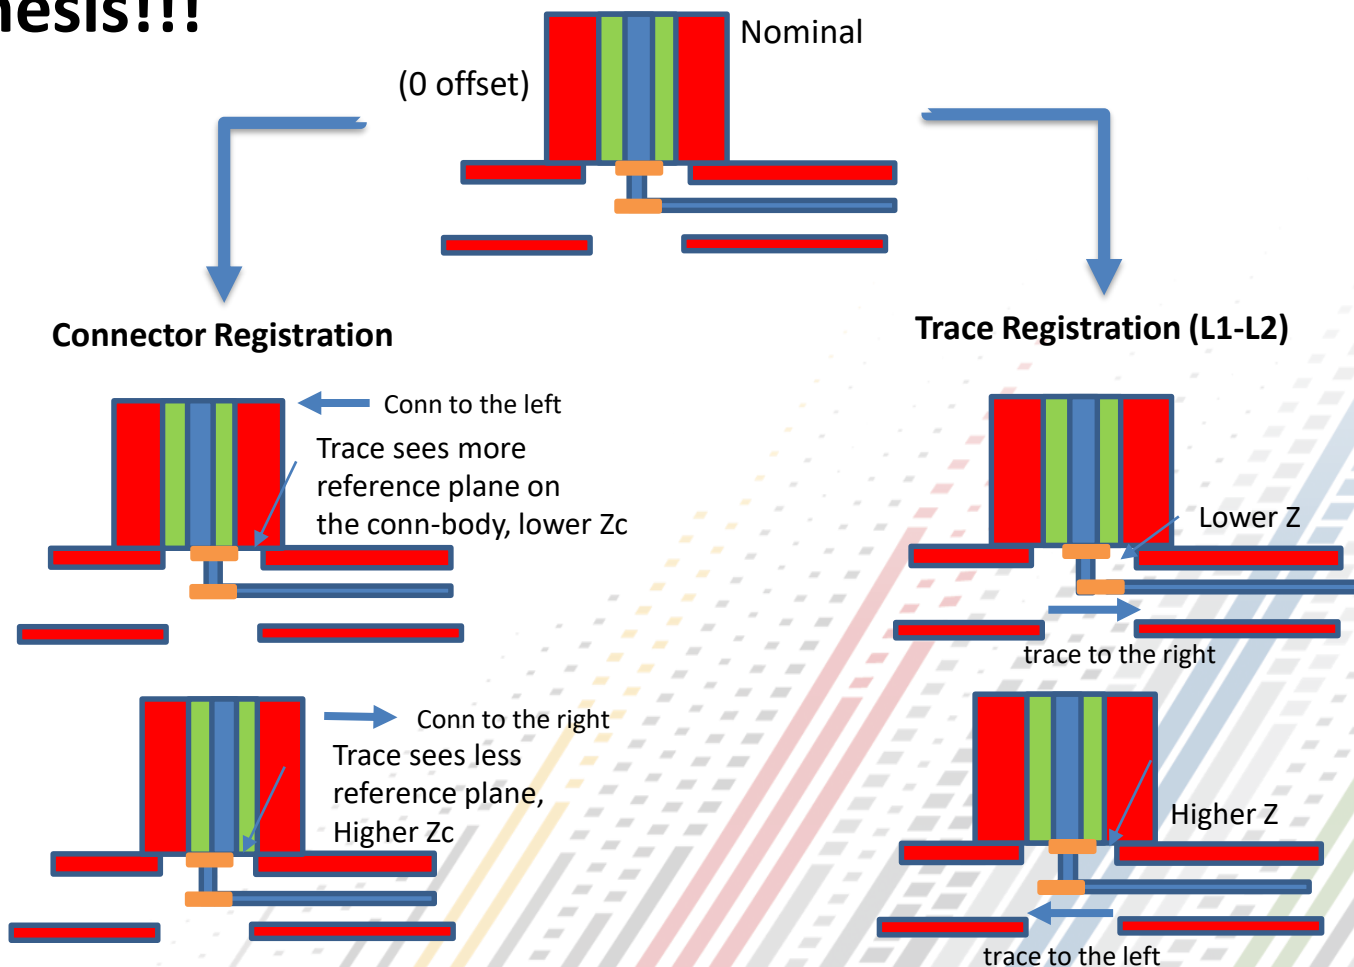 nesis!!!
Nominal
(0 offset)
Connector Registration
Trace Registration (L1-L2)
Conn to the left
Trace sees more
reference plane on
the conn-body, lower Zc
Lower Z
trace to the right
Conn to the right
Trace sees less
reference plane,
Higher Zc
Higher Z
trace to the left